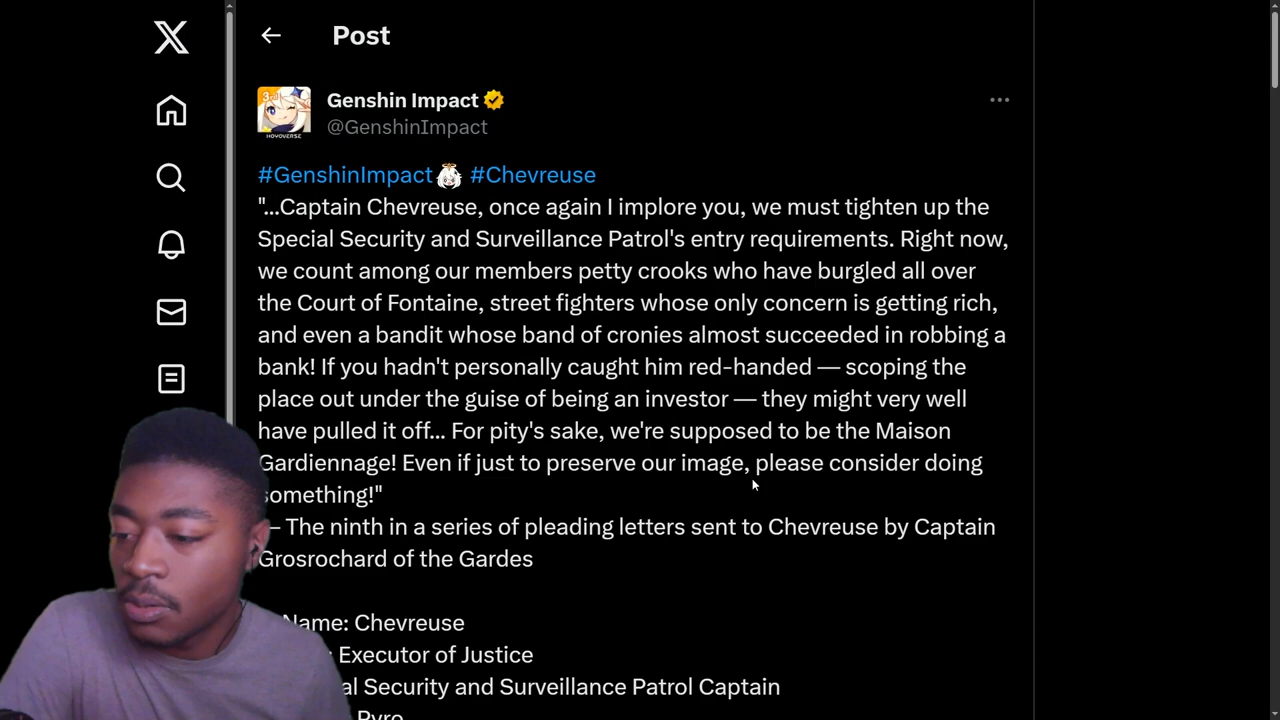 Post
Genshin Impact
@GenshinImpact
#GenshinImpact #Chevreuse
"...Captain Chevreuse, once again I implore you, we must tighten up the
Special Security and Surveillance Patrol's entry requirements. Right now,
we count among our members petty crooks who have burgled all over
the Court of Fontaine, street fighters whose only concern is getting rich,
and even a bandit whose band of cronies almost succeeded in robbing a
bank! If you hadn't personally caught him red-handed — scoping the
place out under the guise of being an investor — they might very well
have pulled it off... For pity's sake, we're supposed to be the Maison
Gardiennage! Even if just to preserve our image, please consider doing
something!"
— The ninth in a series of pleading letters sent to Chevreuse by Captain
Grosrochard of the Gardes
Name: Chevreuse
: Executor of Justice
al Security and Surveillance Patrol Captain
Pyro